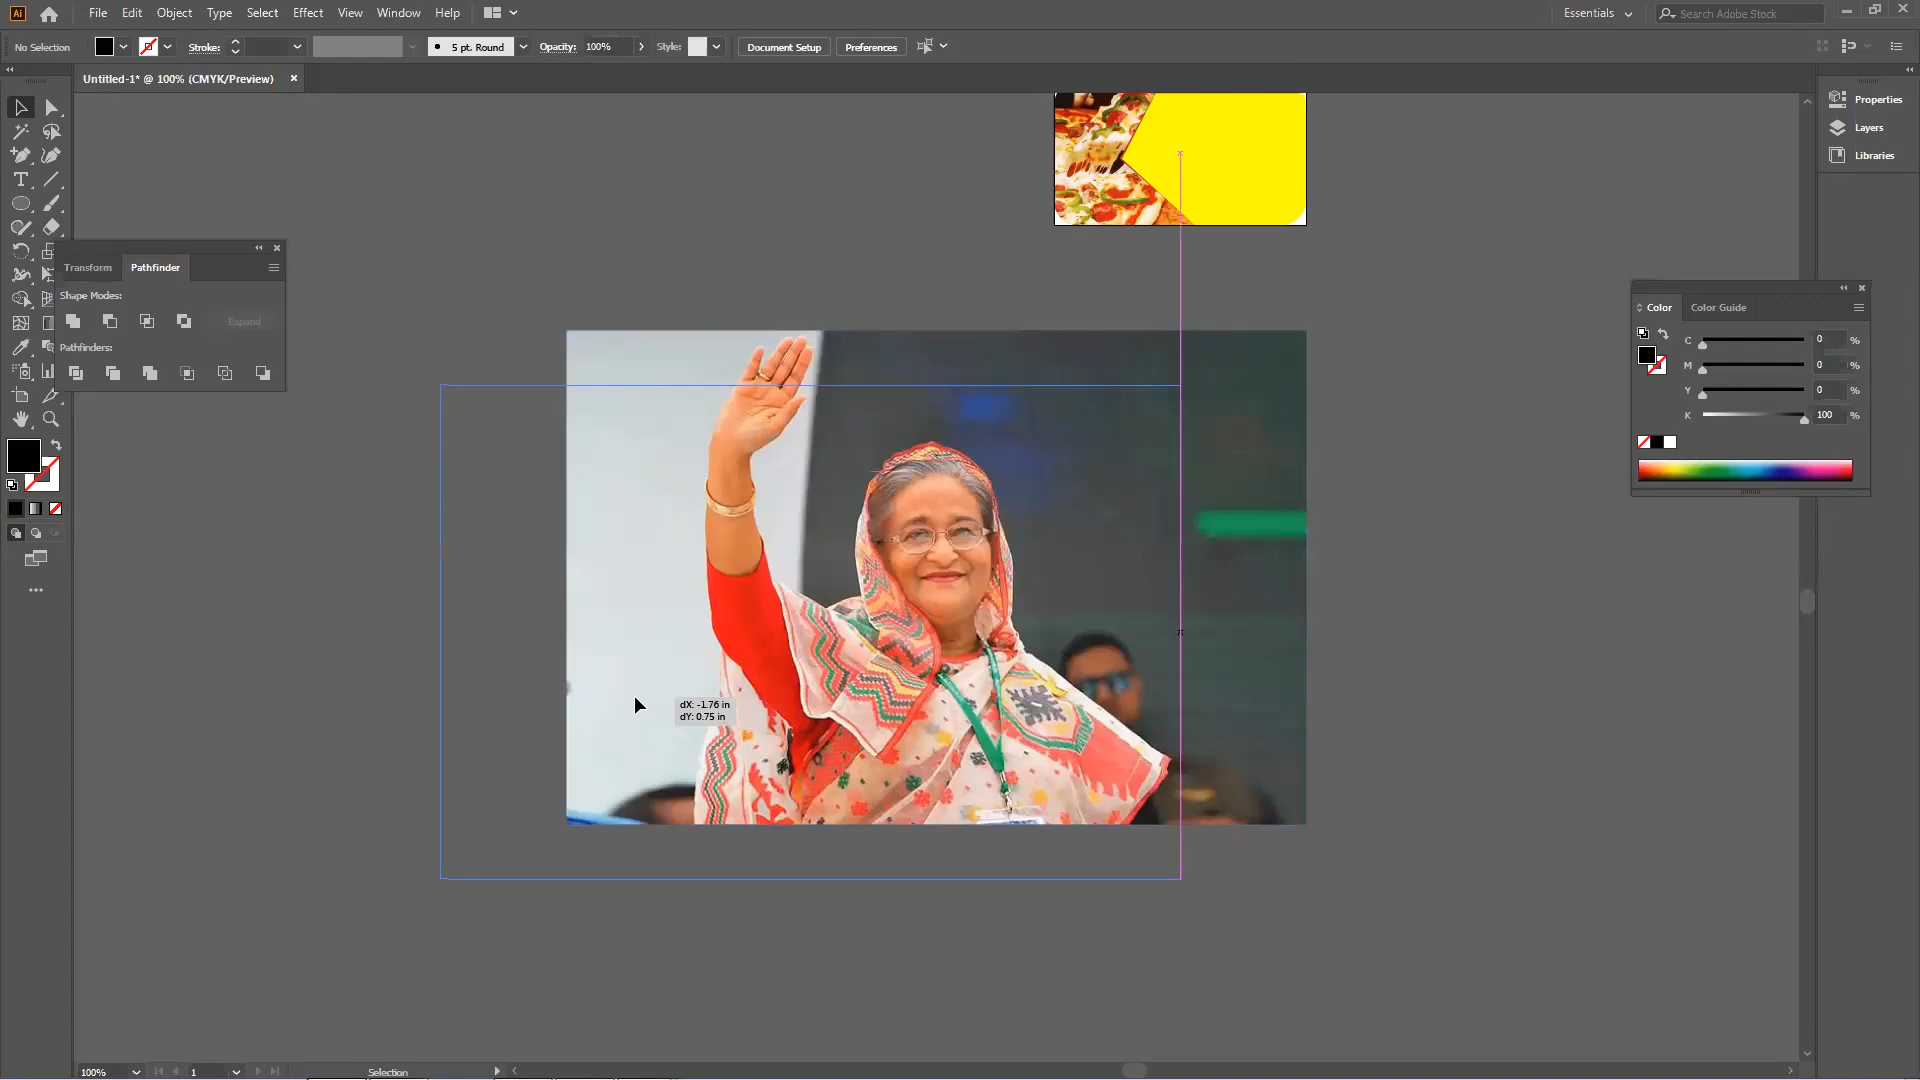 Ai File Edit Object Type Select Effect View Window Help Essentials Search Adobe Stock
No Selection Stroke: 5 pt. Round Opacity: 100% Style: Document Setup Preferences
Untitled-1* @ 100% (CMYK/Preview)
Properties
Layers
Libraries
Transform Pathfinder
Shape Modes:
Expand
Pathfinders:
Color Color Guide
C 0 %
M 0 %
Y 0 %
K 100 %
dX: -1.76 in
dY: 0.75 in
100% 1 Selection